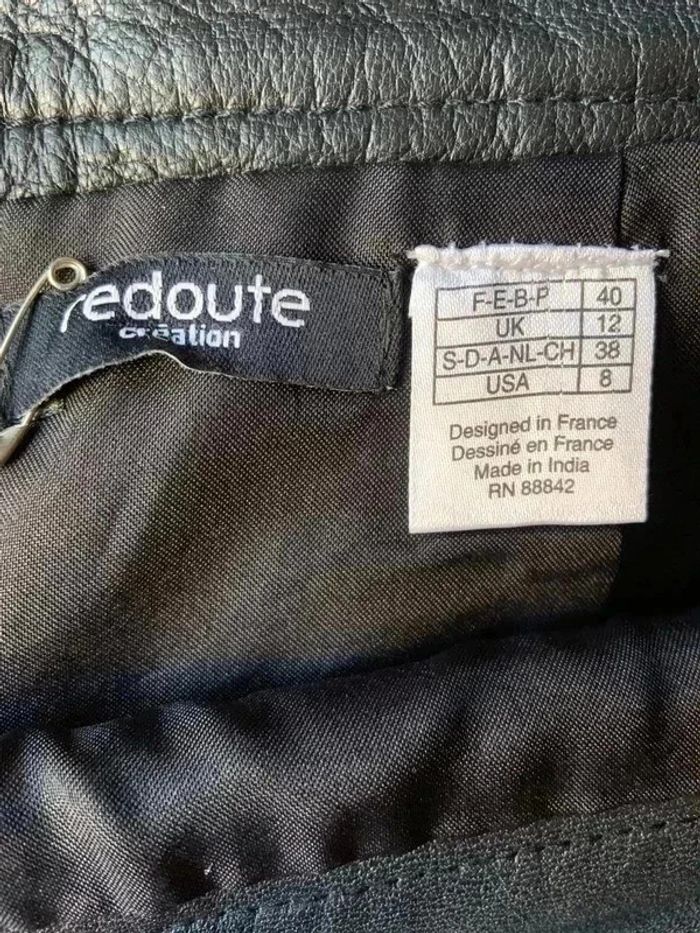 redoute
création
F-E-B-P 40
UK 12
S-D-A-NL-CH 38
USA 8
Designed in France
Dessiné en France
Made in India
RN 88842